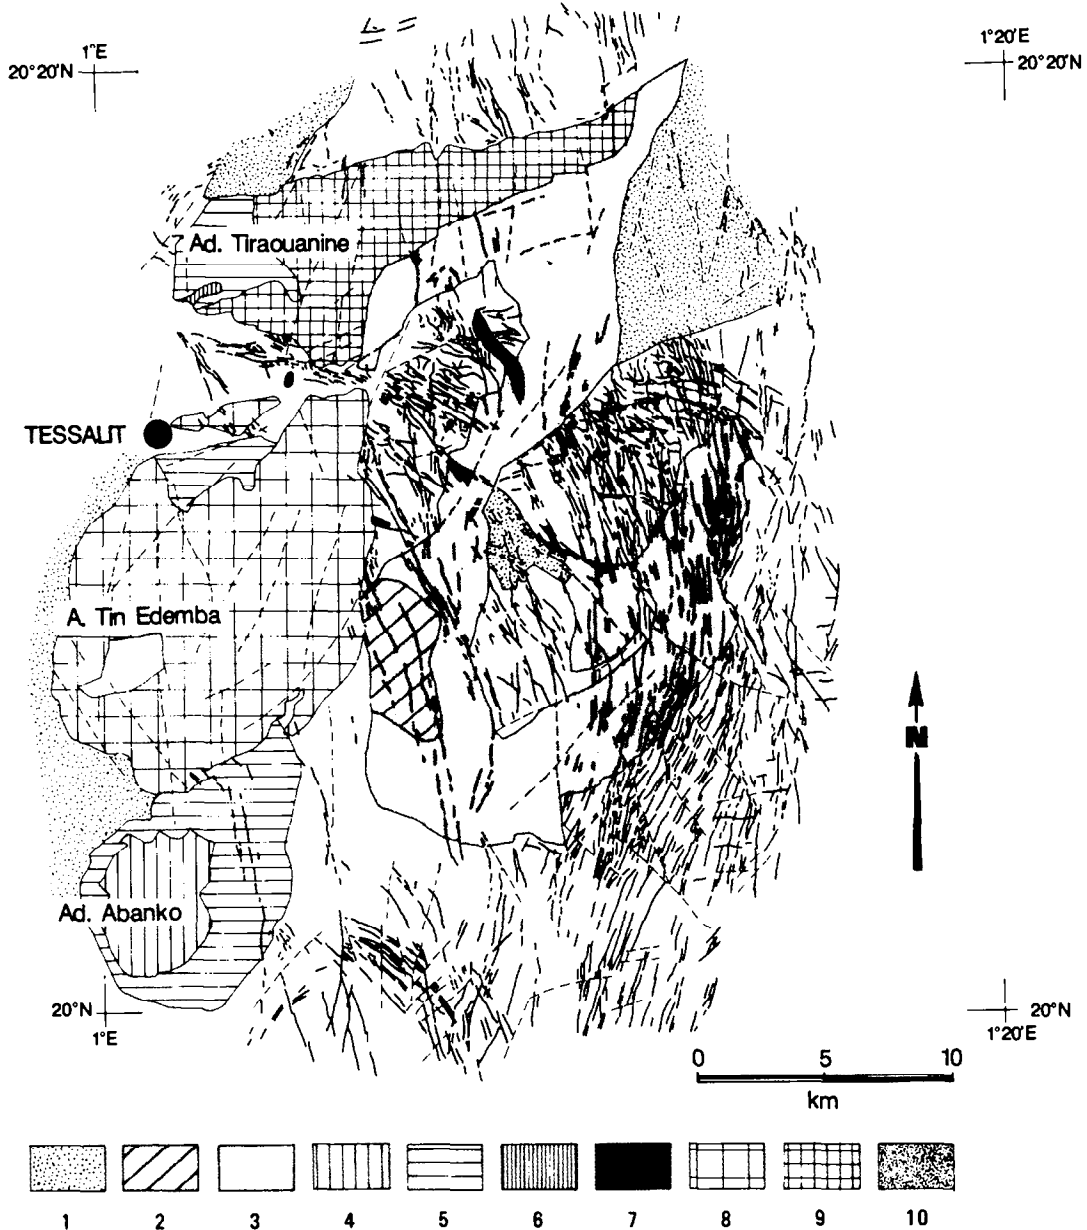 1°E
20°20'N
1°20'E
20°20'N
Ad. Tiraouanine
TESSALIT
A. Tin Edemba
N
Ad. Abanko
20°N
1°E
20°N
1°20'E
0 5 10
km
1 2 3 4 5 6 7 8 9 10